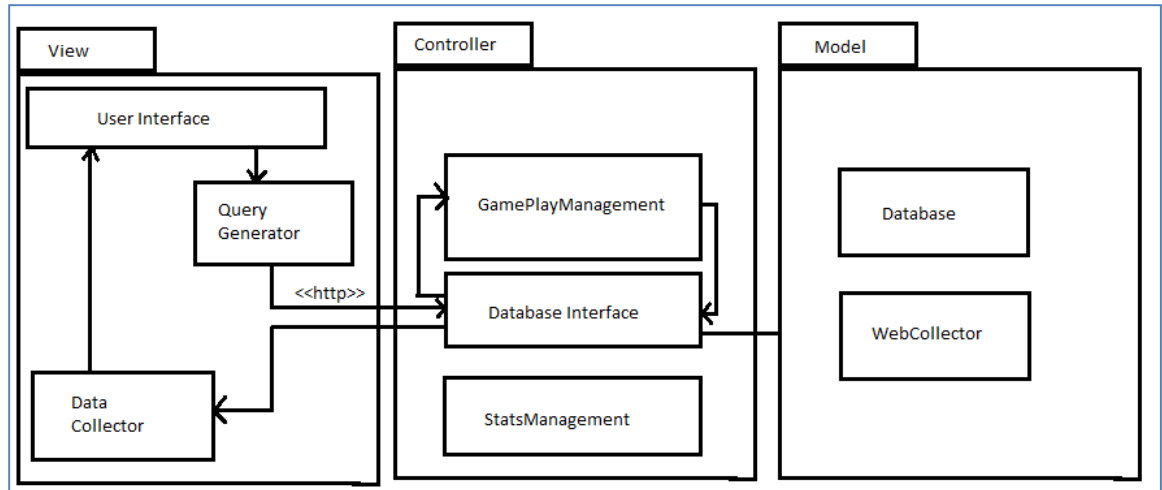 View
Controller
Model
User Interface
Query
Generator
<<http>>
Data
Collector
GamePlayManagement
Database Interface
StatsManagement
Database
WebCollector